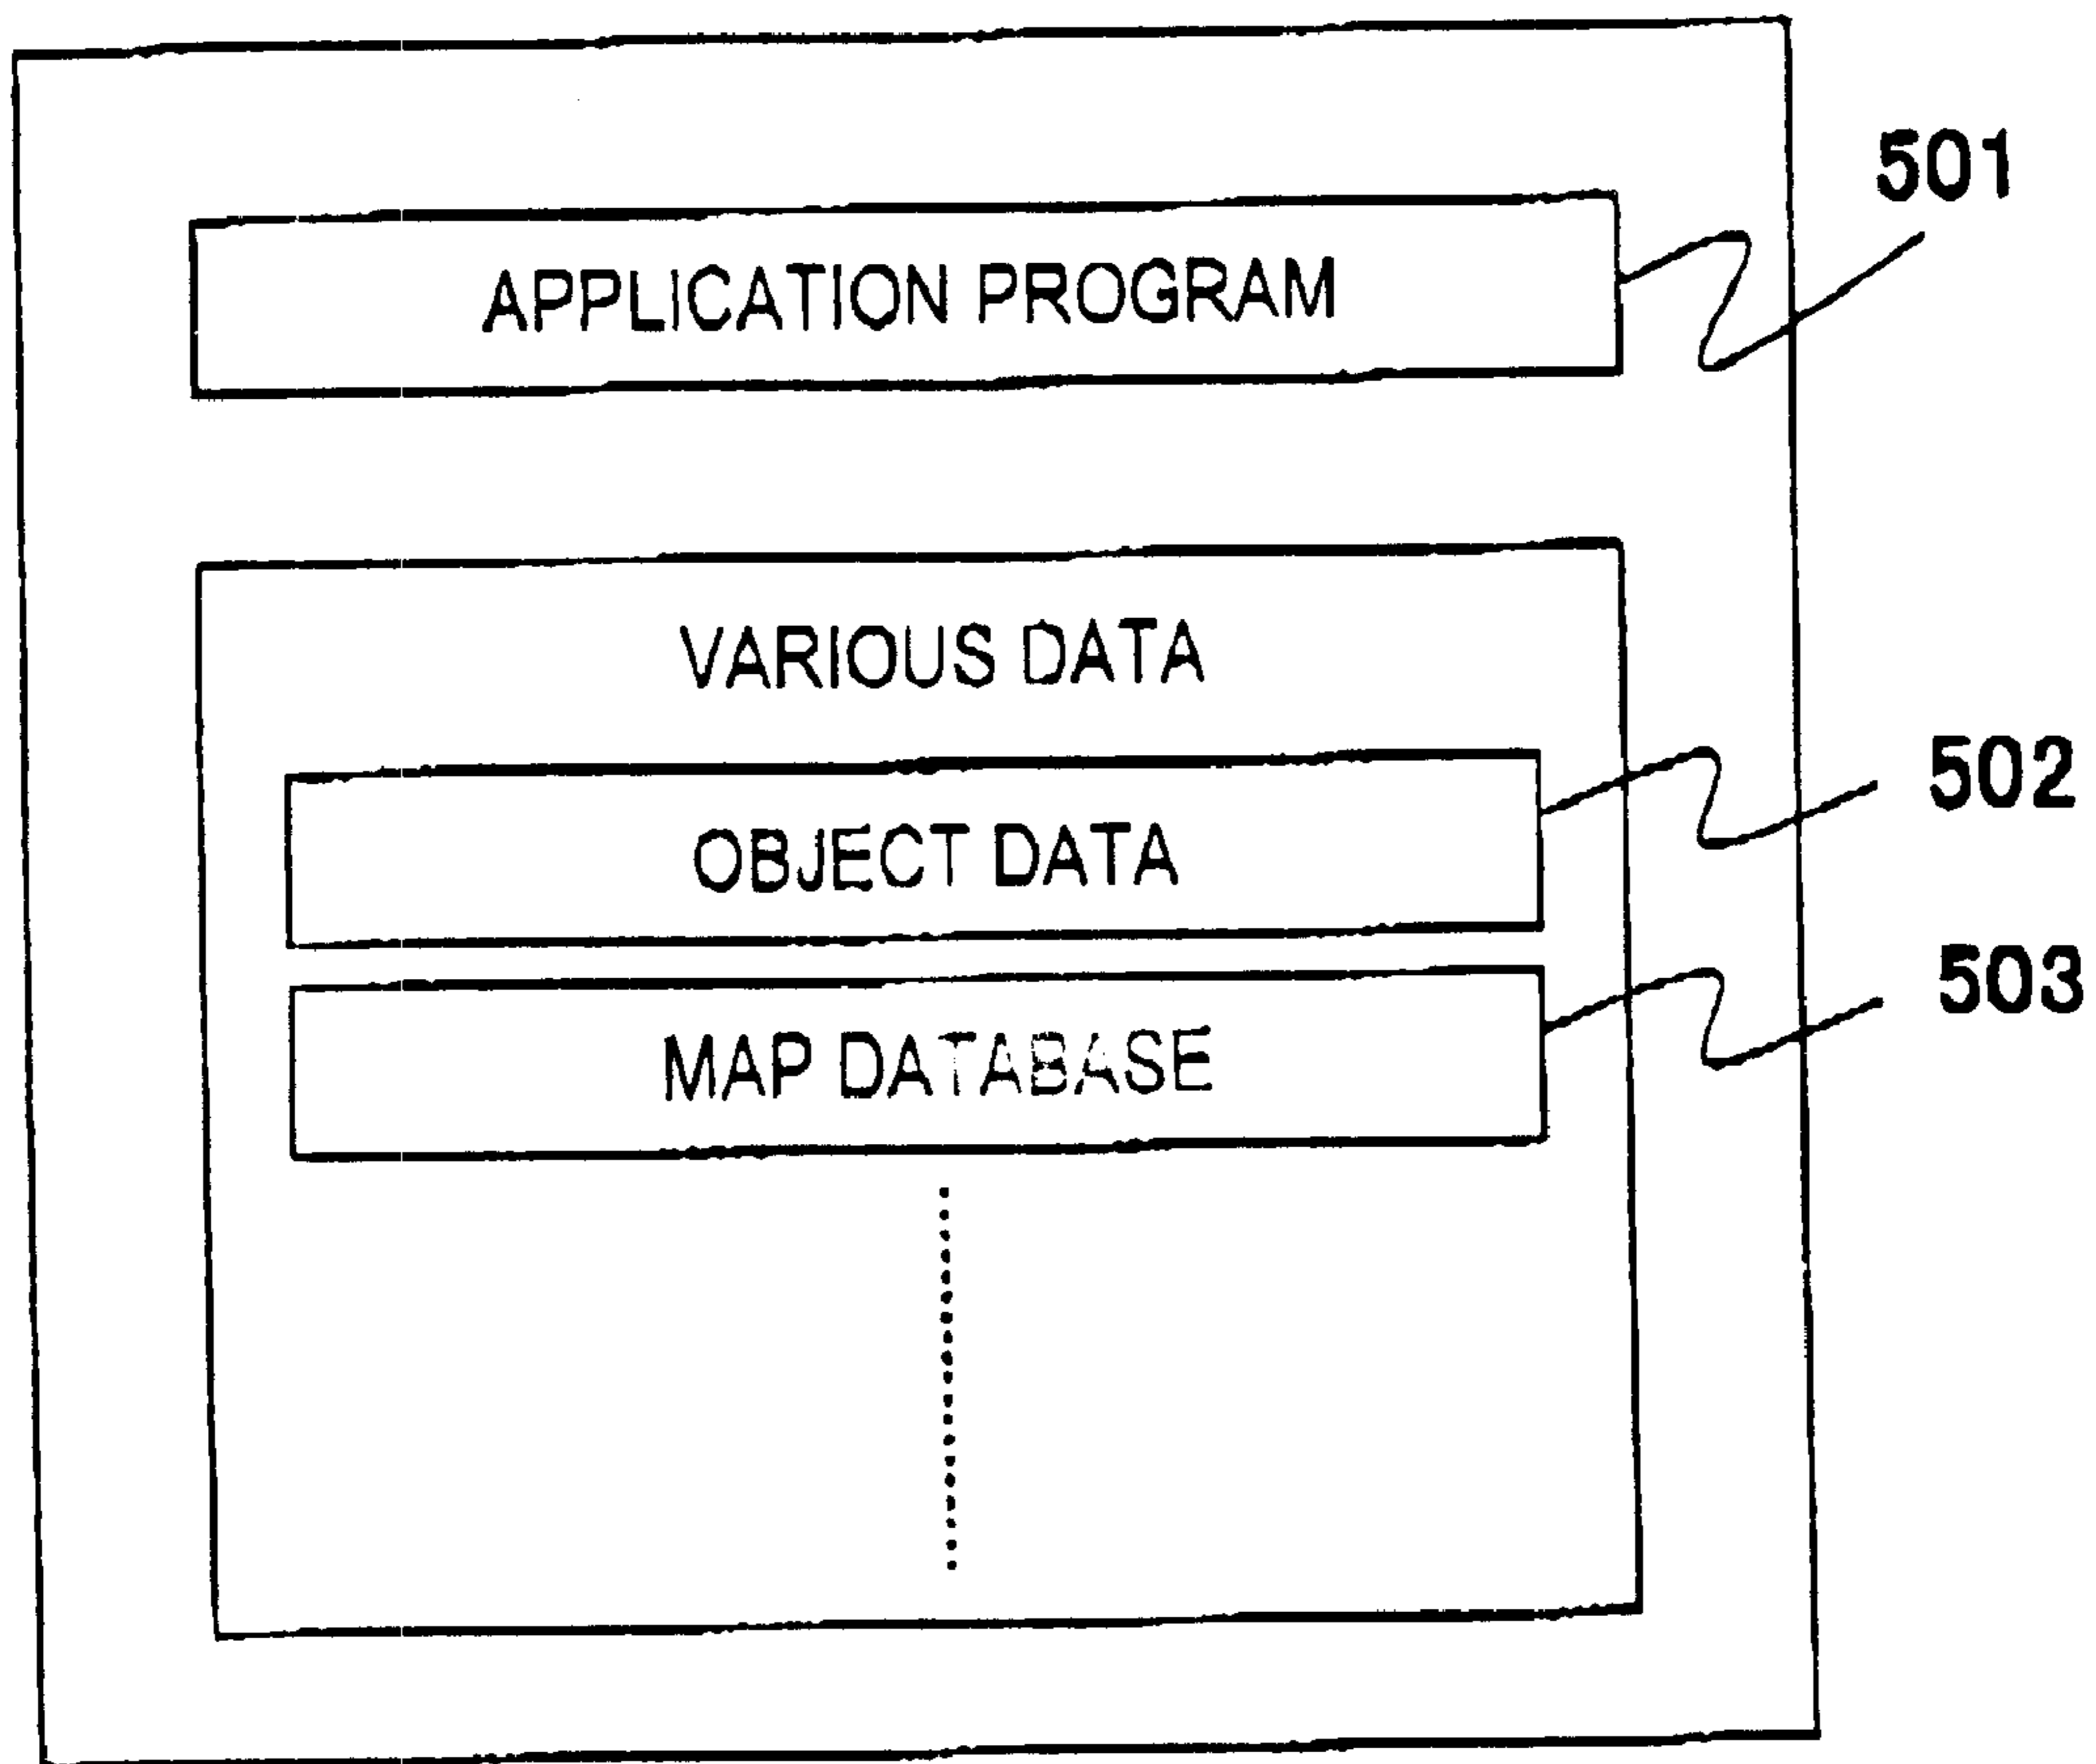 501
APPLICATION PROGRAM
VARIOUS DATA
502
OBJECT DATA
503
MAP DATABASE